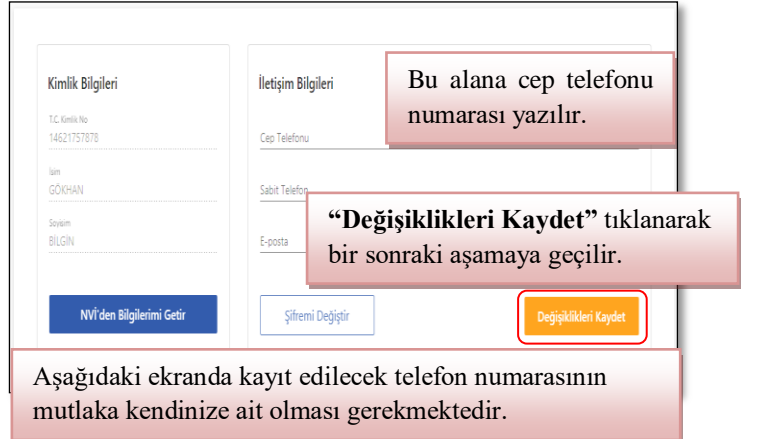 Kimlik Bilgileri
T.C. Kimlik No
14621757878
İsim
GÖKHAN
Soyisim
BİLGİN
NVİ'den Bilgilerimi Getir
İletişim Bilgileri
Cep Telefonu
Sabit Telefon
E-posta
Şifremi Değiştir
Değişiklikleri Kaydet
Bu alana cep telefonu
numarası yazılır.
“Değişiklikleri Kaydet” tıklanarak
bir sonraki aşamaya geçilir.
Aşağıdaki ekranda kayıt edilecek telefon numarasının
mutlaka kendinize ait olması gerekmektedir.